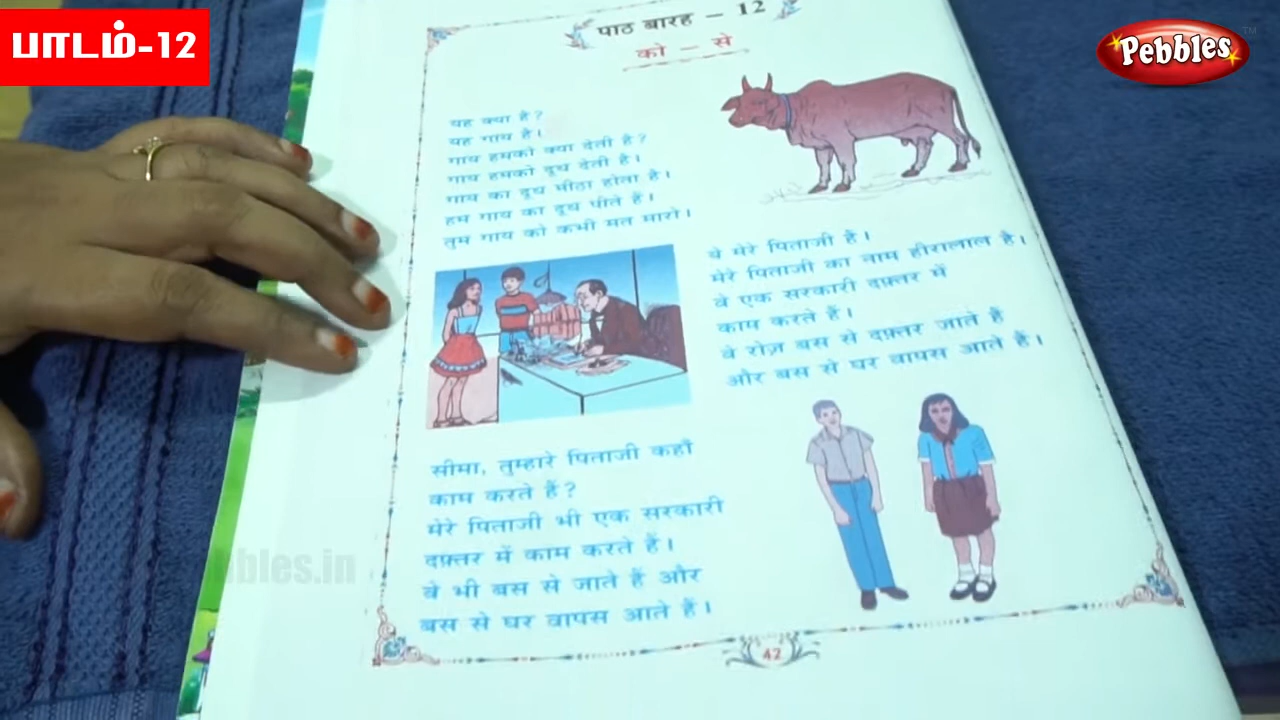 பாடம்-12
Pebbles
TM
पाठ बारह – 12
को – से
यह क्या है?
यह गाय है।
गाय हमको क्या देती है?
गाय हमको दूध देती है।
गाय का दूध मीठा होता है।
हम गाय का दूध पीते हैं।
तुम गाय को कभी मत मारो।
वे मेरे पिताजी हैं।
मेरे पिताजी का नाम हीरालाल है।
वे एक सरकारी दफ़्तर में
काम करते हैं।
वे रोज़ बस से दफ़्तर जाते हैं
और बस से घर वापस आते हैं।
सीमा, तुम्हारे पिताजी कहाँ
काम करते हैं?
मेरे पिताजी भी एक सरकारी
दफ़्तर में काम करते हैं।
वे भी बस से जाते हैं और
बस से घर वापस आते हैं।
42